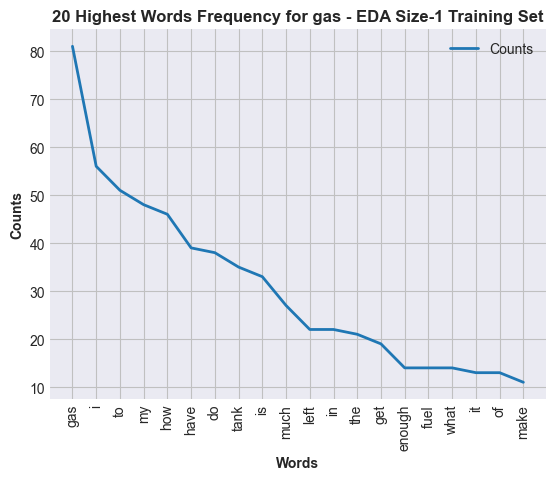 20 Highest Words Frequency for gas - EDA Size-1 Training Set
Counts
80
70
60
50
40
30
20
10
Counts
gas
i
to
my
how
have
do
tank
is
much
left
in
the
get
enough
fuel
what
it
of
make
Words